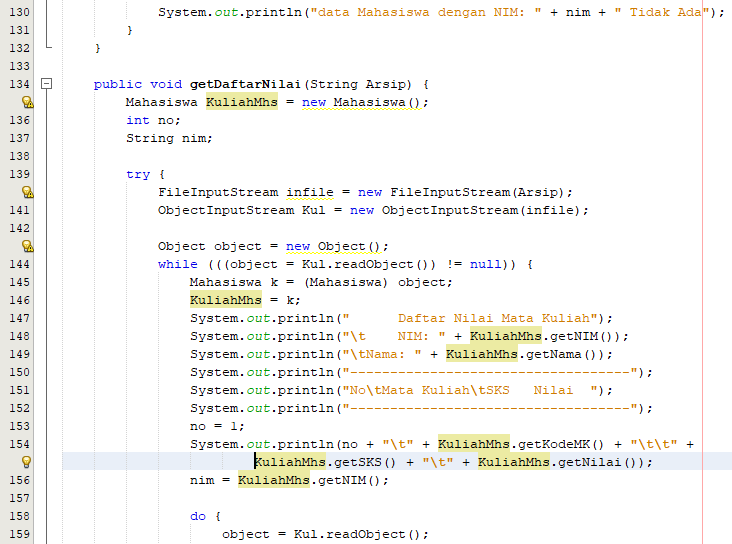 130 System.out.println("data Mahasiswa dengan NIM: " + nim + " Tidak Ada");
131 }
132 }
133
134 public void getDaftarNilai(String Arsip) {
Mahasiswa KuliahMhs = new Mahasiswa();
136 int no;
137 String nim;
138
139 try {
FileInputStream infile = new FileInputStream(Arsip);
141 ObjectInputStream Kul = new ObjectInputStream(infile);
142
Object object = new Object();
144 while (((object = Kul.readObject()) != null)) {
145 Mahasiswa k = (Mahasiswa) object;
146 KuliahMhs = k;
147 System.out.println("      Daftar Nilai Mata Kuliah");
148 System.out.println("\t    NIM: " + KuliahMhs.getNIM());
149 System.out.println("\tNama: " + KuliahMhs.getNama());
150 System.out.println("-----------------------------------");
151 System.out.println("No\tMata Kuliah\tSKS   Nilai  ");
152 System.out.println("-----------------------------------");
153 no = 1;
154 System.out.println(no + "\t" + KuliahMhs.getKodeMK() + "\t\t" +
KuliahMhs.getSKS() + "\t" + KuliahMhs.getNilai());
156 nim = KuliahMhs.getNIM();
157
158 do {
159 object = Kul.readObject();